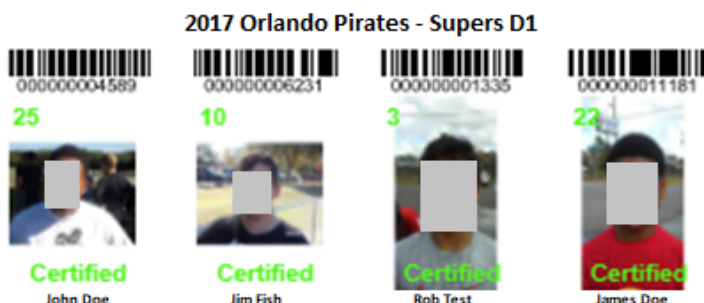 2017 Orlando Pirates - Supers D1
000000004589 000000006231 000000001335 000000011181
25 10 3 22
Certified Certified Certified Certified
John Doe Jim Fish Rob Test James Doe